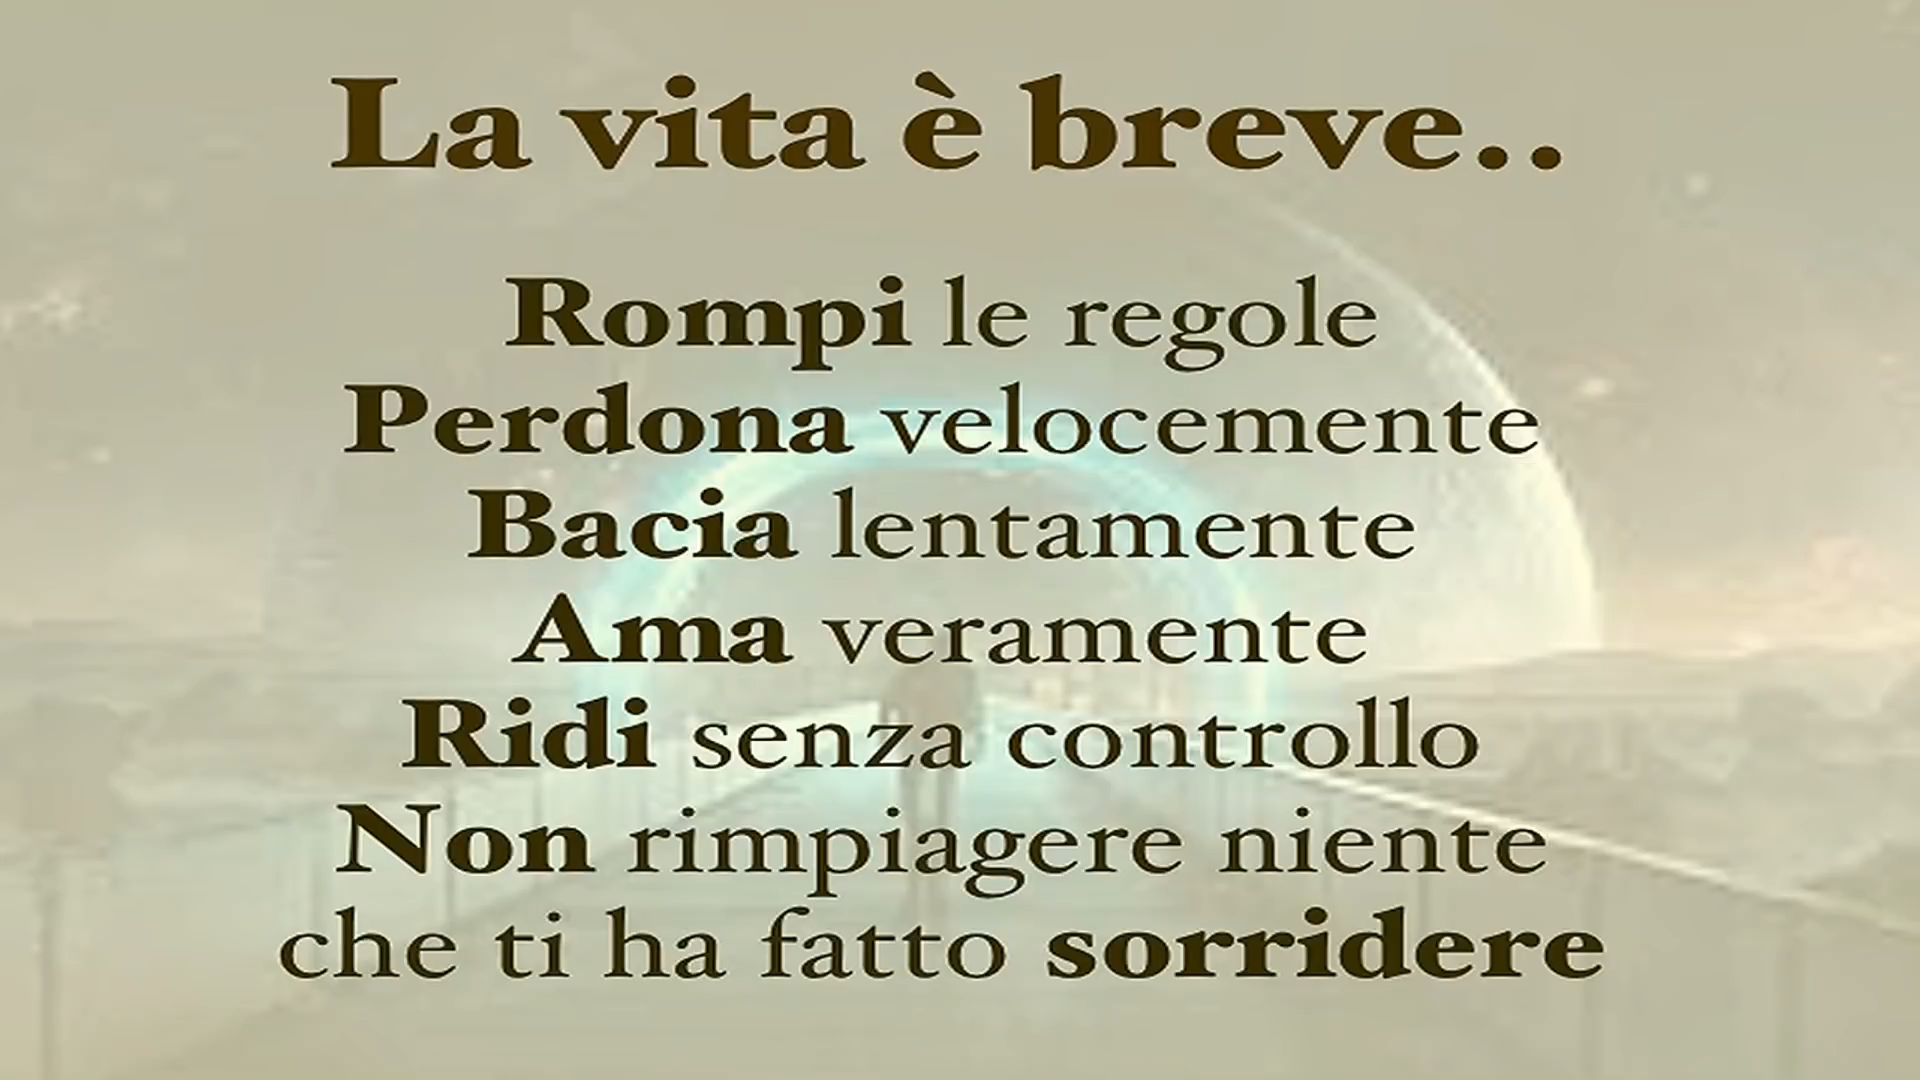 La vita è breve..
Rompi le regole
Perdona velocemente
Bacia lentamente
Ama veramente
Ridi senza controllo
Non rimpiagere niente
che ti ha fatto sorridere